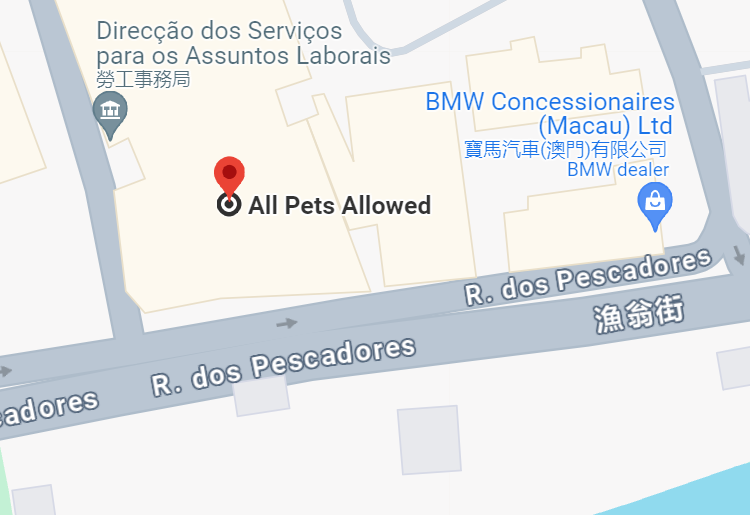 Direcção dos Serviços
para os Assuntos Laborais
勞工事務局
BMW Concessionaires
(Macau) Ltd
寶馬汽車(澳門)有限公司
BMW dealer
All Pets Allowed
R. dos Pescadores
漁翁街
R. dos Pescadores
cadores